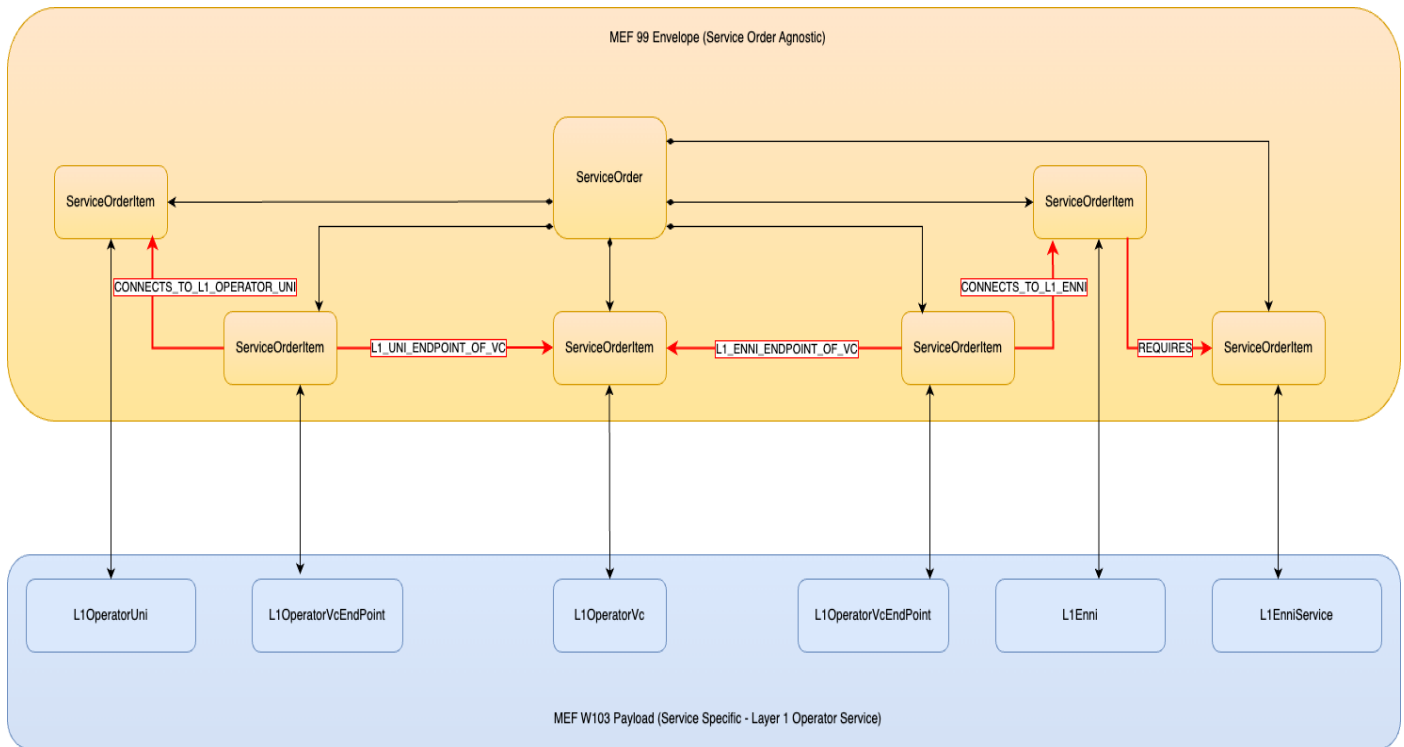 MEF 99 Envelope (Service Order Agnostic)
ServiceOrder
ServiceOrderItem
ServiceOrderItem
CONNECTS_TO_L1_OPERATOR_UNI
CONNECTS_TO_L1_ENNI
ServiceOrderItem
L1_UNI_ENDPOINT_OF_VC
ServiceOrderItem
L1_ENNI_ENDPOINT_OF_VC
ServiceOrderItem
REQUIRES
ServiceOrderItem
L1OperatorUni
L1OperatorVcEndPoint
L1OperatorVc
L1OperatorVcEndPoint
L1Enni
L1EnniService
MEF W103 Payload (Service Specific - Layer 1 Operator Service)